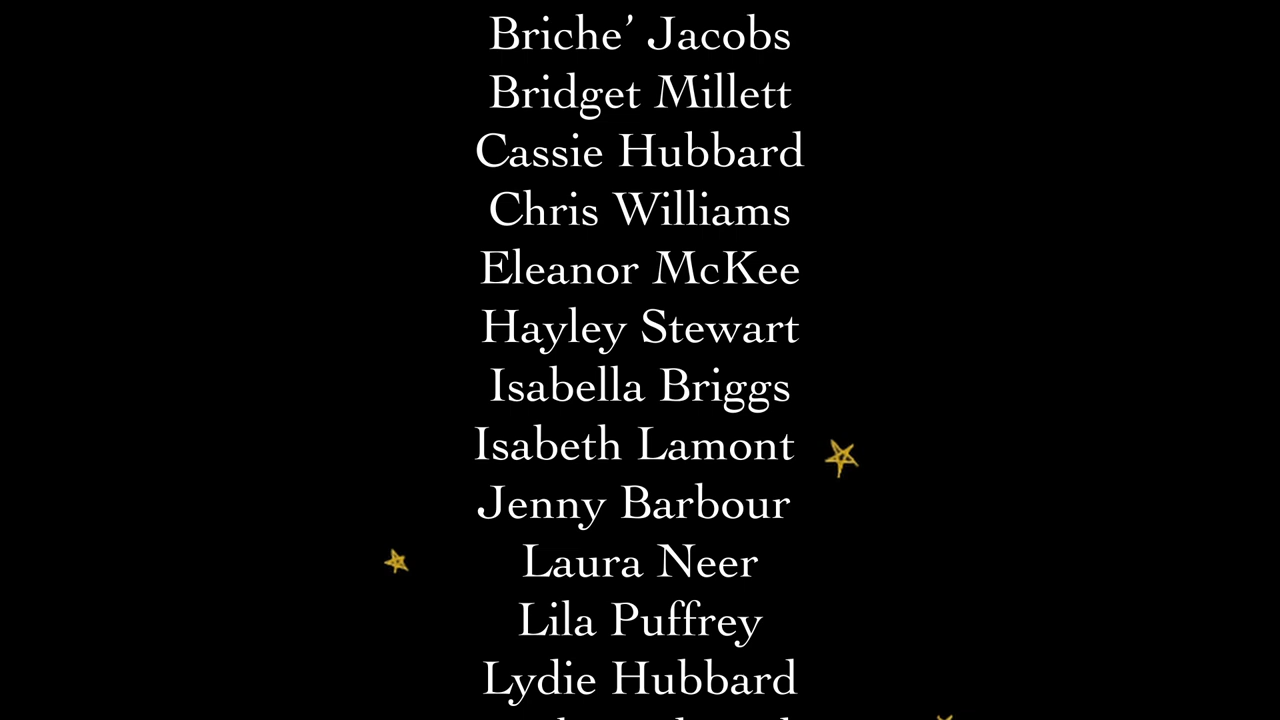 Briche’ Jacobs
Bridget Millett
Cassie Hubbard
Chris Williams
Eleanor McKee
Hayley Stewart
Isabella Briggs
Isabeth Lamont
Jenny Barbour
Laura Neer
Lila Puffrey
Lydie Hubbard